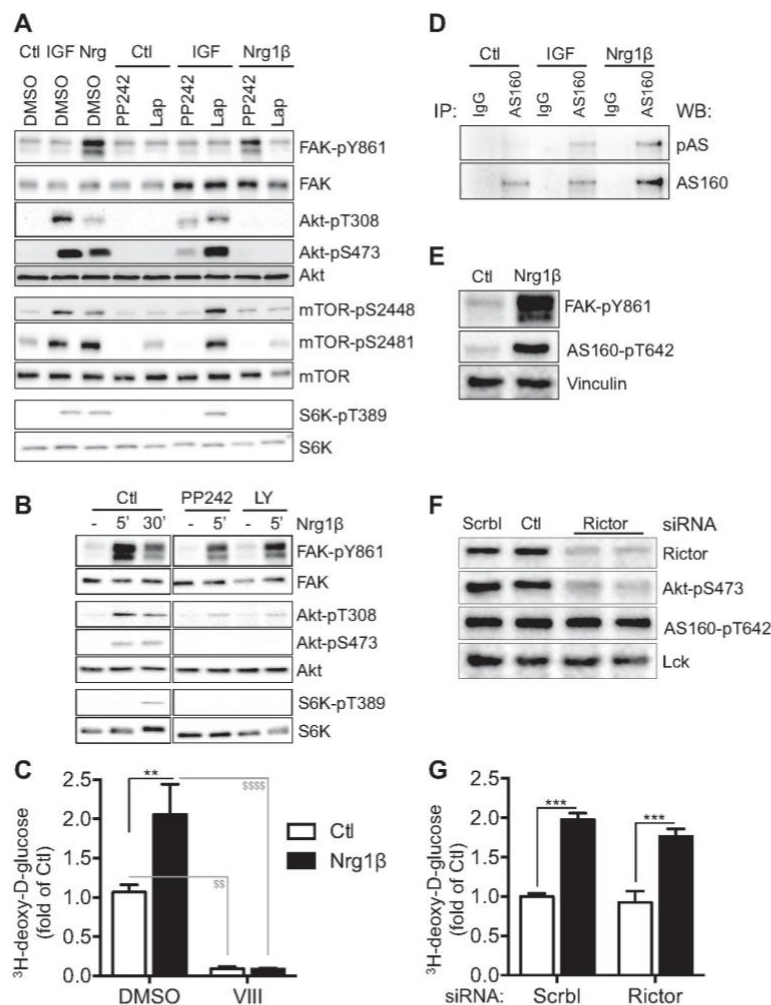 A
Ctl IGF Nrg Ctl IGF Nrg1β
DMSO DMSO DMSO PP242 Lap PP242 Lap PP242 Lap
FAK-pY861
FAK
Akt-pT308
Akt-pS473
Akt
mTOR-pS2448
mTOR-pS2481
mTOR
S6K-pT389
S6K
B
Ctl PP242 LY
- 5' 30' - 5' - 5' Nrg1β
FAK-pY861
FAK
Akt-pT308
Akt-pS473
Akt
S6K-pT389
S6K
C
³H-deoxy-D-glucose
(fold of Ctl)
2.5
2.0
1.5
1.0
0.5
0.0
**
$$$$
$$
Ctl
Nrg1β
DMSO VIII
D
Ctl IGF Nrg1β
IP: IgG AS160 IgG AS160 IgG AS160 WB:
pAS
AS160
E
Ctl Nrg1β
FAK-pY861
AS160-pT642
Vinculin
F
Scrbl Ctl Rictor siRNA
Rictor
Akt-pS473
AS160-pT642
Lck
G
³H-deoxy-D-glucose
(fold of Ctl)
2.5
2.0
1.5
1.0
0.5
0.0
***
***
siRNA: Scrbl Rictor